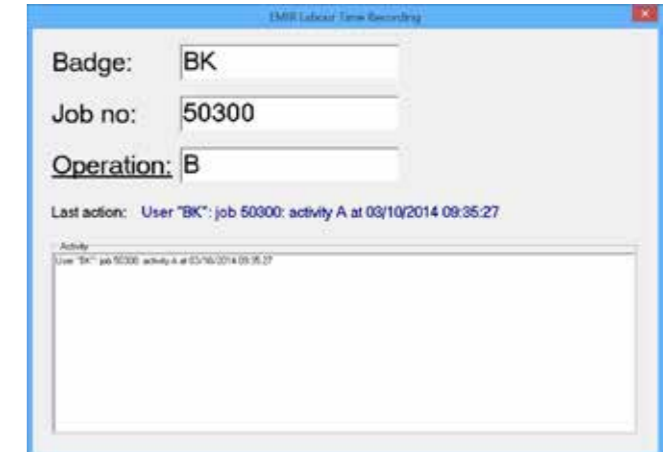 EMIR Labour Time Recording
Badge: BK
Job no: 50300
Operation: B
Last action: User "BK": job 50300: activity A at 03/10/2014 09:35:27
Activity
User "BK": job 50300: activity A at 03/10/2014 09:35:27